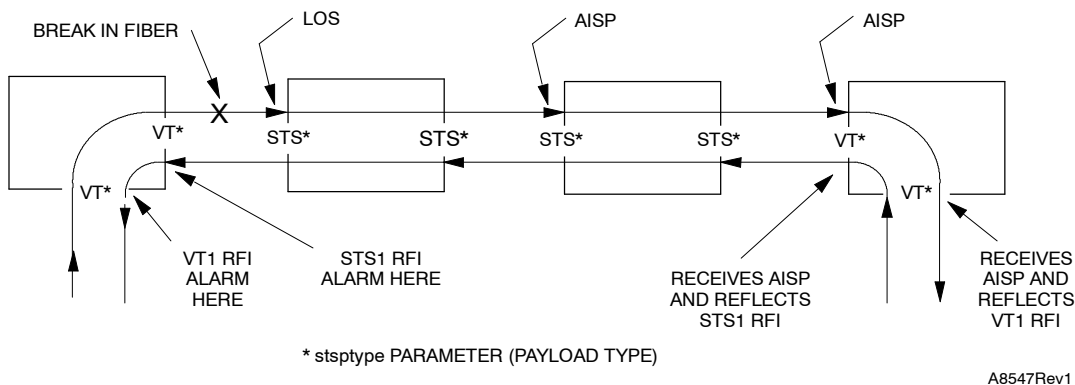 BREAK IN FIBER
LOS
AISP
AISP
X
VT*
STS*
STS*
STS*
STS*
VT*
VT*
VT*
VT1 RFI
ALARM
HERE
STS1 RFI
ALARM HERE
RECEIVES AISP
AND REFLECTS
STS1 RFI
RECEIVES
AISP AND
REFLECTS
VT1 RFI
* stsptype PARAMETER (PAYLOAD TYPE)
A8547Rev1